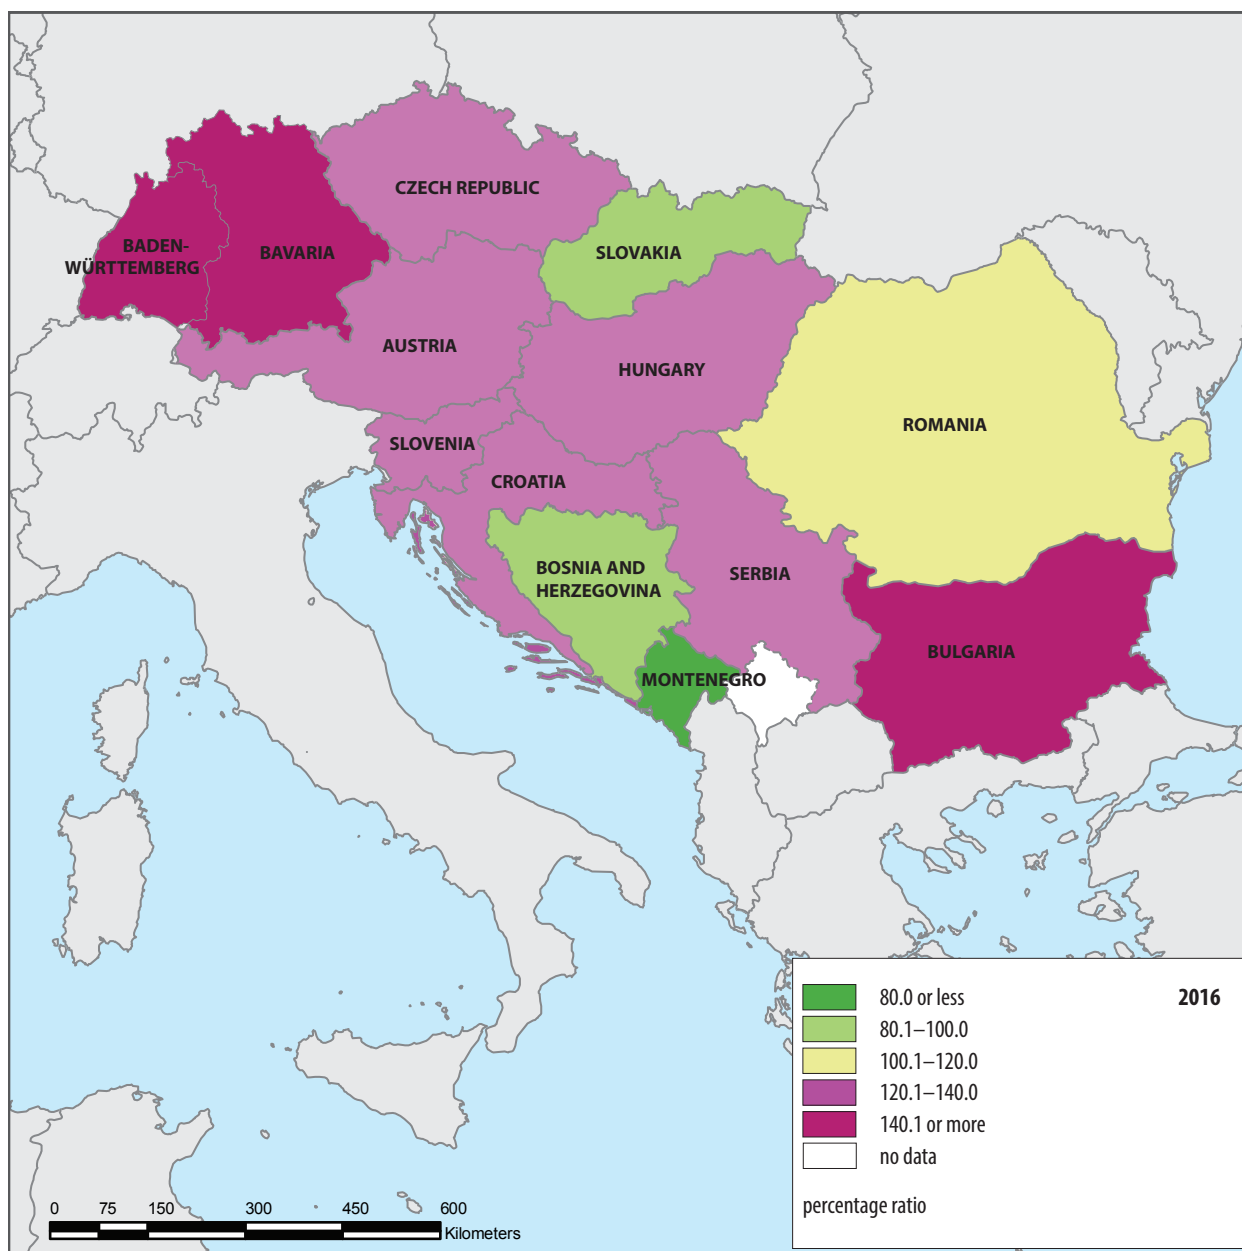 CZECH REPUBLIC
BADEN-
WÜRTTEMBERG
BAVARIA
SLOVAKIA
AUSTRIA
HUNGARY
ROMANIA
SLOVENIA
CROATIA
BOSNIA AND
HERZEGOVINA
SERBIA
BULGARIA
MONTENEGRO
80.0 or less
2016
80.1–100.0
100.1–120.0
120.1–140.0
140.1 or more
no data
percentage ratio
0 75 150 300 450 600
Kilometers